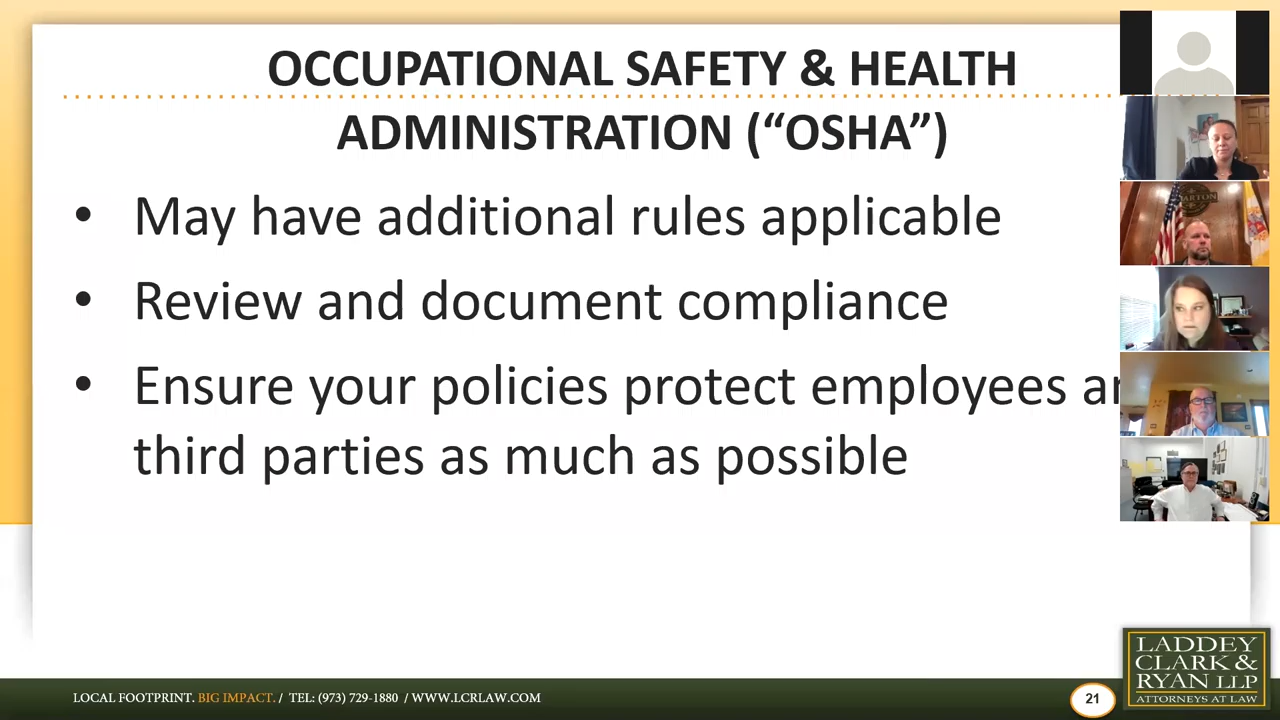 OCCUPATIONAL SAFETY & HEALTH
ADMINISTRATION (“OSHA”)
• May have additional rules applicable
• Review and document compliance
• Ensure your policies protect employees
third parties as much as possible
LADDEY
CLARK &
RYAN LLP
ATTORNEYS AT LAW
LOCAL FOOTPRINT. BIG IMPACT. / TEL: (973) 729-1880 / WWW.LCRLAW.COM
21